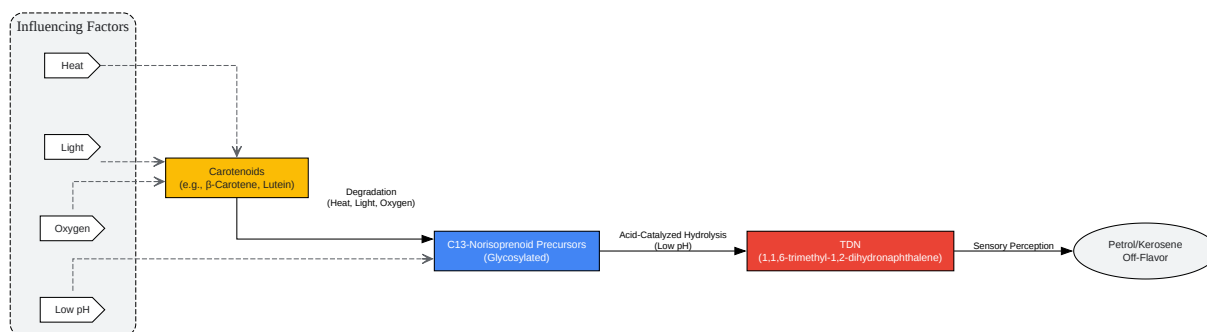 Influencing Factors
Heat
Light
Oxygen
Low pH
Carotenoids
(e.g., β-Carotene, Lutein)
Degradation
(Heat, Light, Oxygen)
C13-Norisoprenoid Precursors
(Glycosylated)
Acid-Catalyzed Hydrolysis
(Low pH)
TDN
(1,1,6-trimethyl-1,2-dihydronaphthalene)
Sensory Perception
Petrol/Kerosene
Off-Flavor